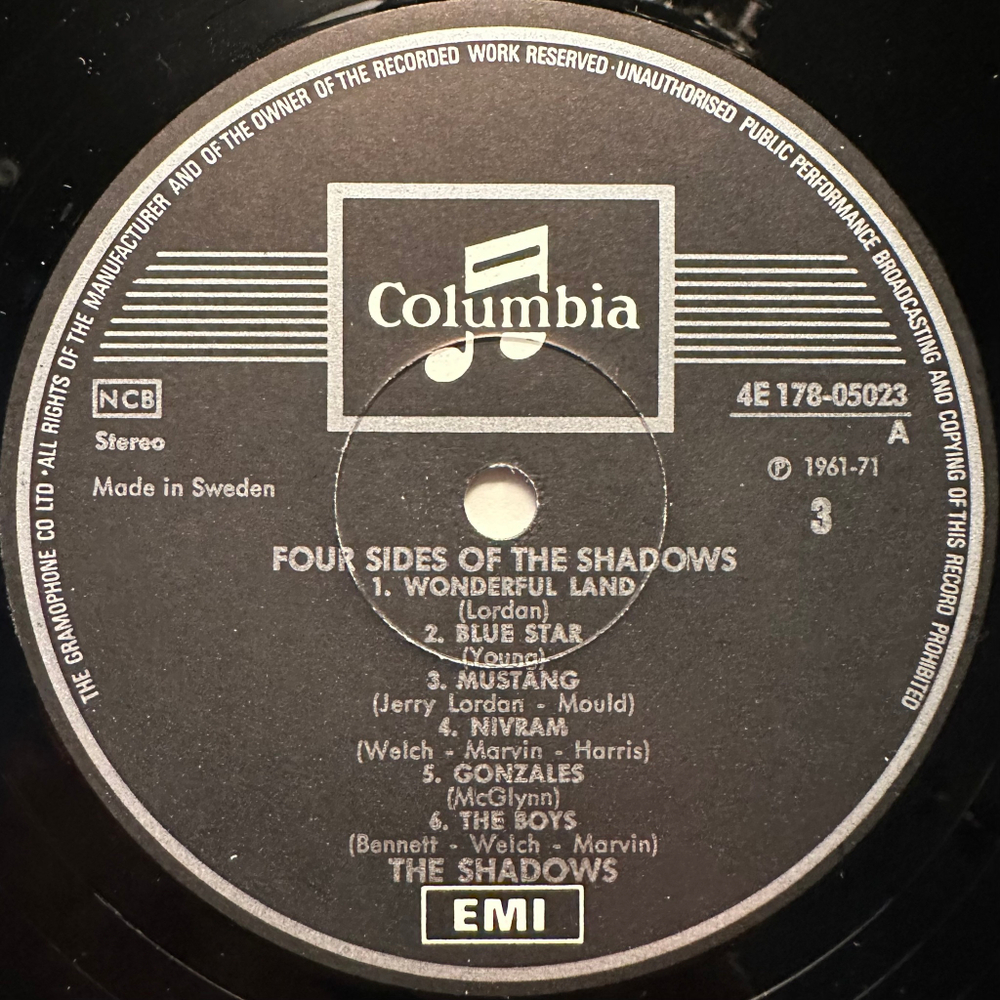 THE GRAMOPHONE CO LTD · ALL RIGHTS OF THE MANUFACTURER AND OF THE OWNER OF THE RECORDED WORK RESERVED · UNAUTHORISED PUBLIC PERFORMANCE BROADCASTING AND COPYING OF THIS RECORD PROHIBITED
Columbia
NCB
Stereo
Made in Sweden
4E 178-05023
A
℗ 1961-71
3
FOUR SIDES OF THE SHADOWS
1. WONDERFUL LAND
(Lordan)
2. BLUE STAR
(Young)
3. MUSTANG
(Jerry Lordan - Mould)
4. NIVRAM
(Welch - Marvin - Harris)
5. GONZALES
(McGlynn)
6. THE BOYS
(Bennett - Welch - Marvin)
THE SHADOWS
EMI